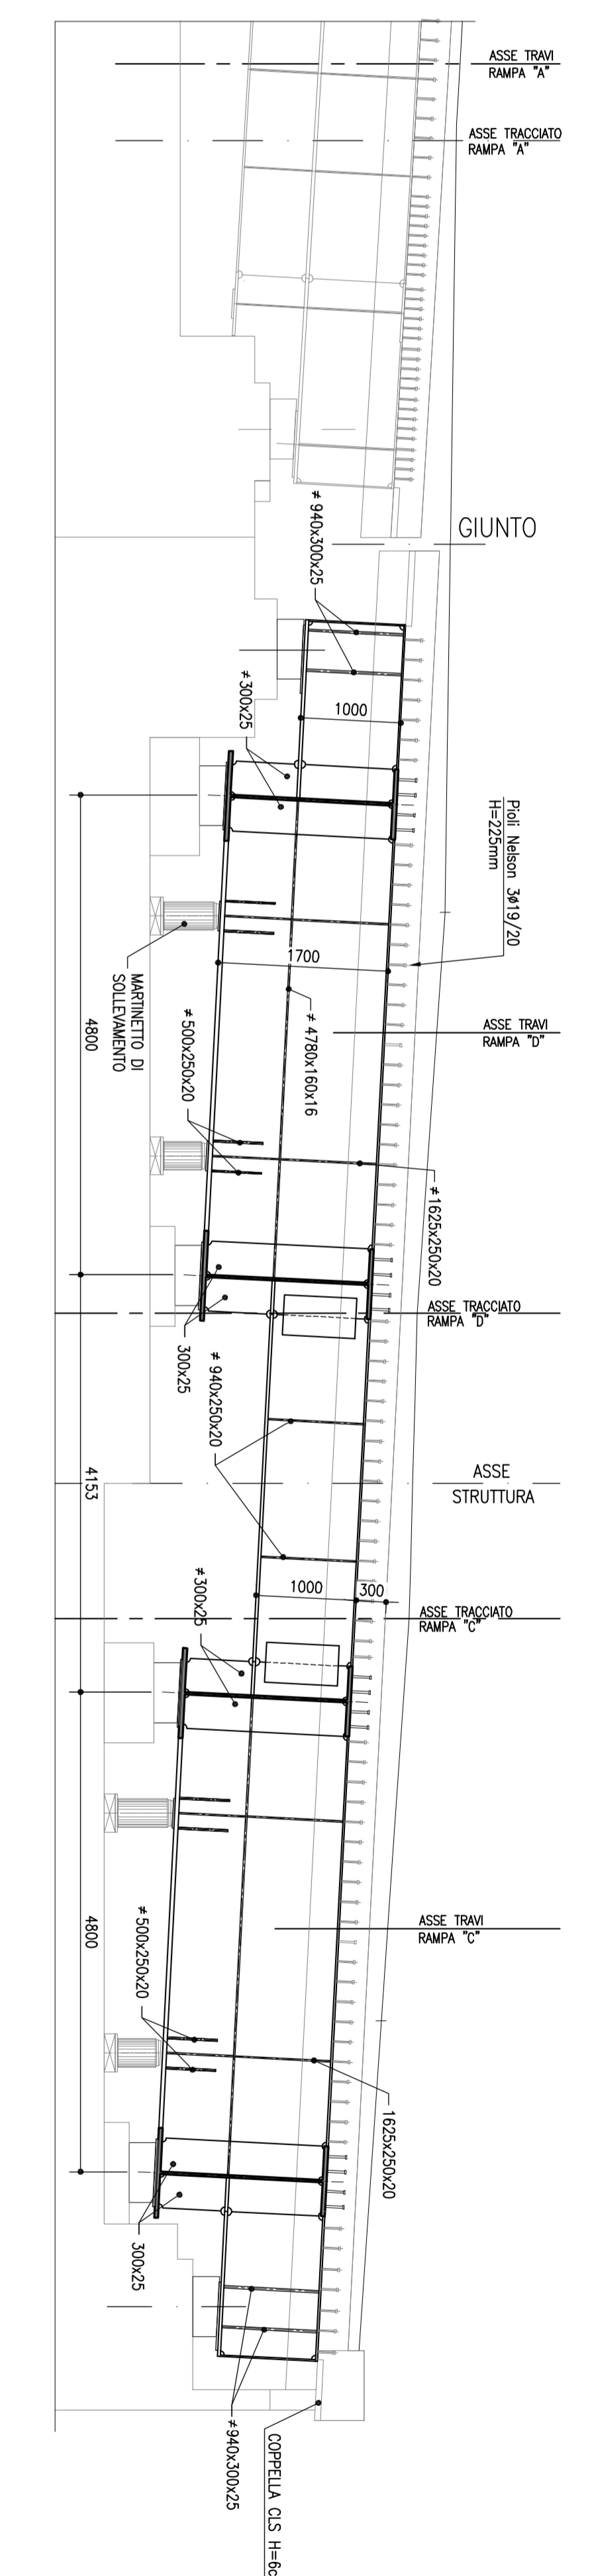 ASSE TRAVI
RAMPA "A"
ASSE TRACCIATO
RAMPA "A"
GIUNTO
≠ 940x300x25
1000
≠300x25
Pioli Nelson 3ø19/20
H=225mm
1700
MARTINETTO DI
SOLLEVAMENTO
4800
≠ 500x250x20
≠ 4780x160x16
ASSE TRAVI
RAMPA "D"
≠1625x250x20
ASSE TRACCIATO
RAMPA "D"
300x25
≠ 940x250x20
4153
ASSE
STRUTTURA
≠300x25
1000
300
ASSE TRACCIATO
RAMPA "C"
4800
≠500x250x20
ASSE TRAVI
RAMPA "C"
1625x250x20
300x25
≠940x300x25
COPPELLA CLS H=6c